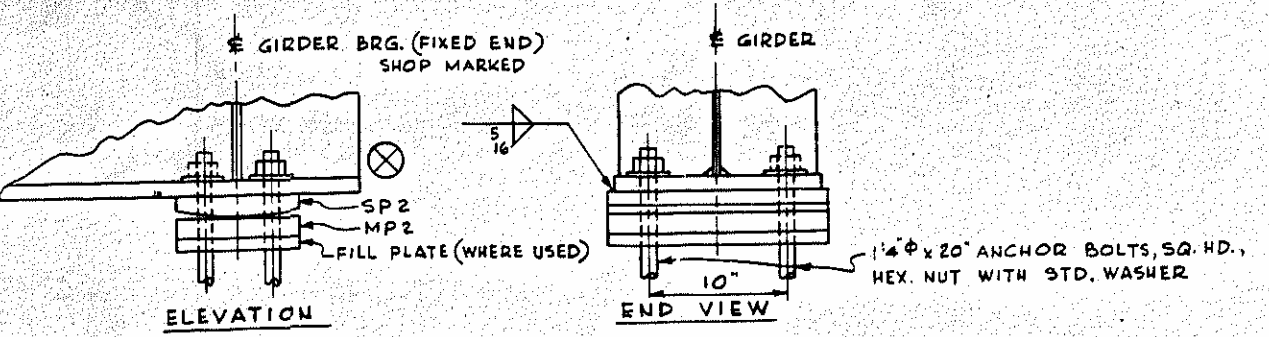 ℄ GIRDER BRG. (FIXED END)
SHOP MARKED
℄ GIRDER
5/16
SP2
MP2
FILL PLATE (WHERE USED)
1¼"Φ x 20" ANCHOR BOLTS, SQ. HD.,
HEX. NUT WITH STD. WASHER
10"
ELEVATION
END VIEW